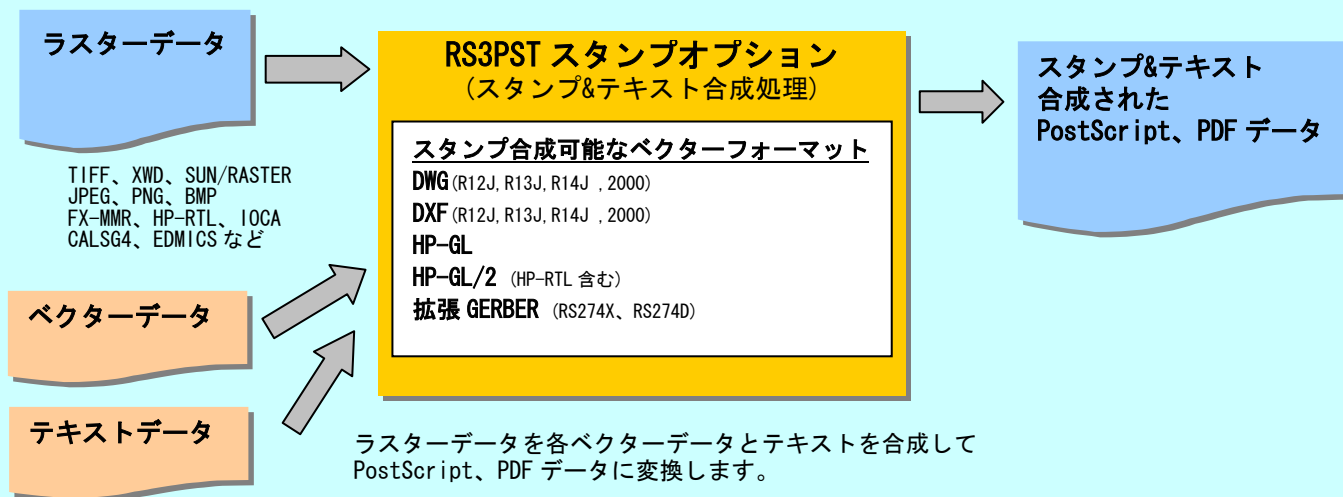 ラスターデータ
TIFF、XWD、SUN/RASTER
JPEG、PNG、BMP
FX-MMR、HP-RTL、IOCA
CALSG4、EDMICS など
ベクターデータ
テキストデータ
RS3PST スタンプオプション
(スタンプ&テキスト合成処理)
スタンプ合成可能なベクターフォーマット
DWG(R12J,R13J,R14J ,2000)
DXF(R12J,R13J,R14J ,2000)
HP-GL
HP-GL/2 (HP-RTL 含む)
拡張 GERBER (RS274X、RS274D)
ラスターデータを各ベクターデータとテキストを合成して
PostScript、PDF データに変換します。
スタンプ&テキスト
合成された
PostScript、PDF データ